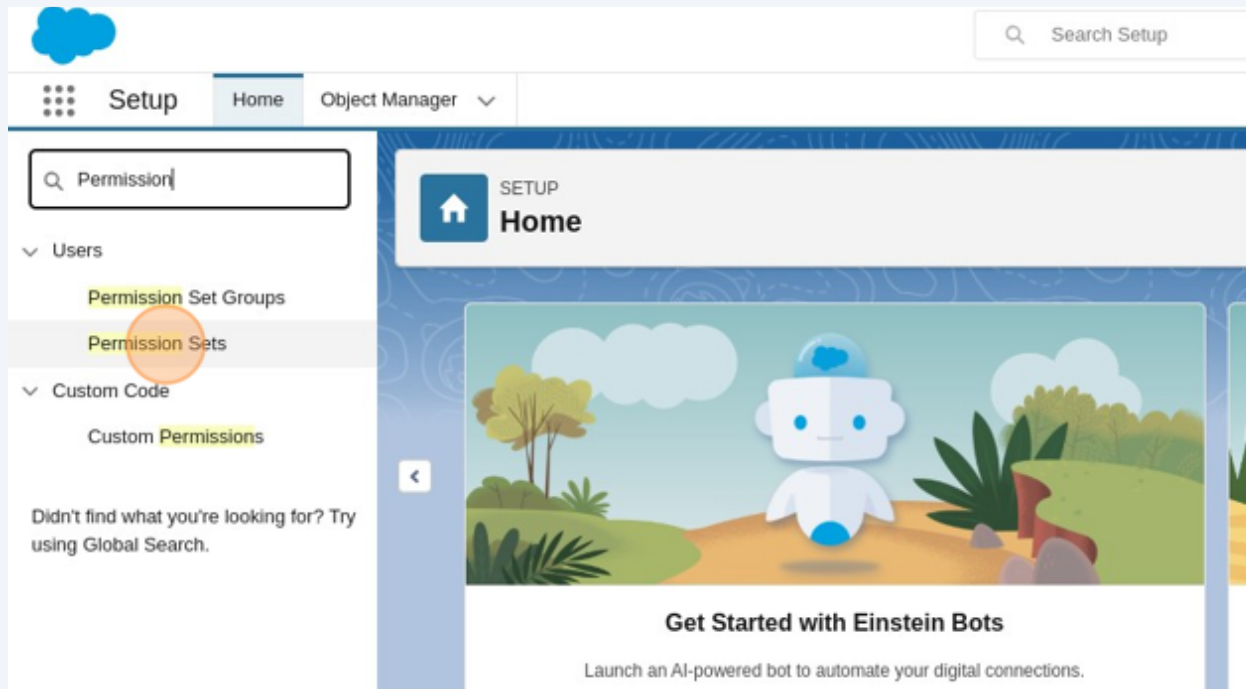 Search Setup
Setup
Home
Object Manager
Permission
SETUP
Home
Users
Permission Set Groups
Permission Sets
Custom Code
Custom Permissions
Didn't find what you're looking for? Try
using Global Search.
Get Started with Einstein Bots
Launch an AI-powered bot to automate your digital connections.